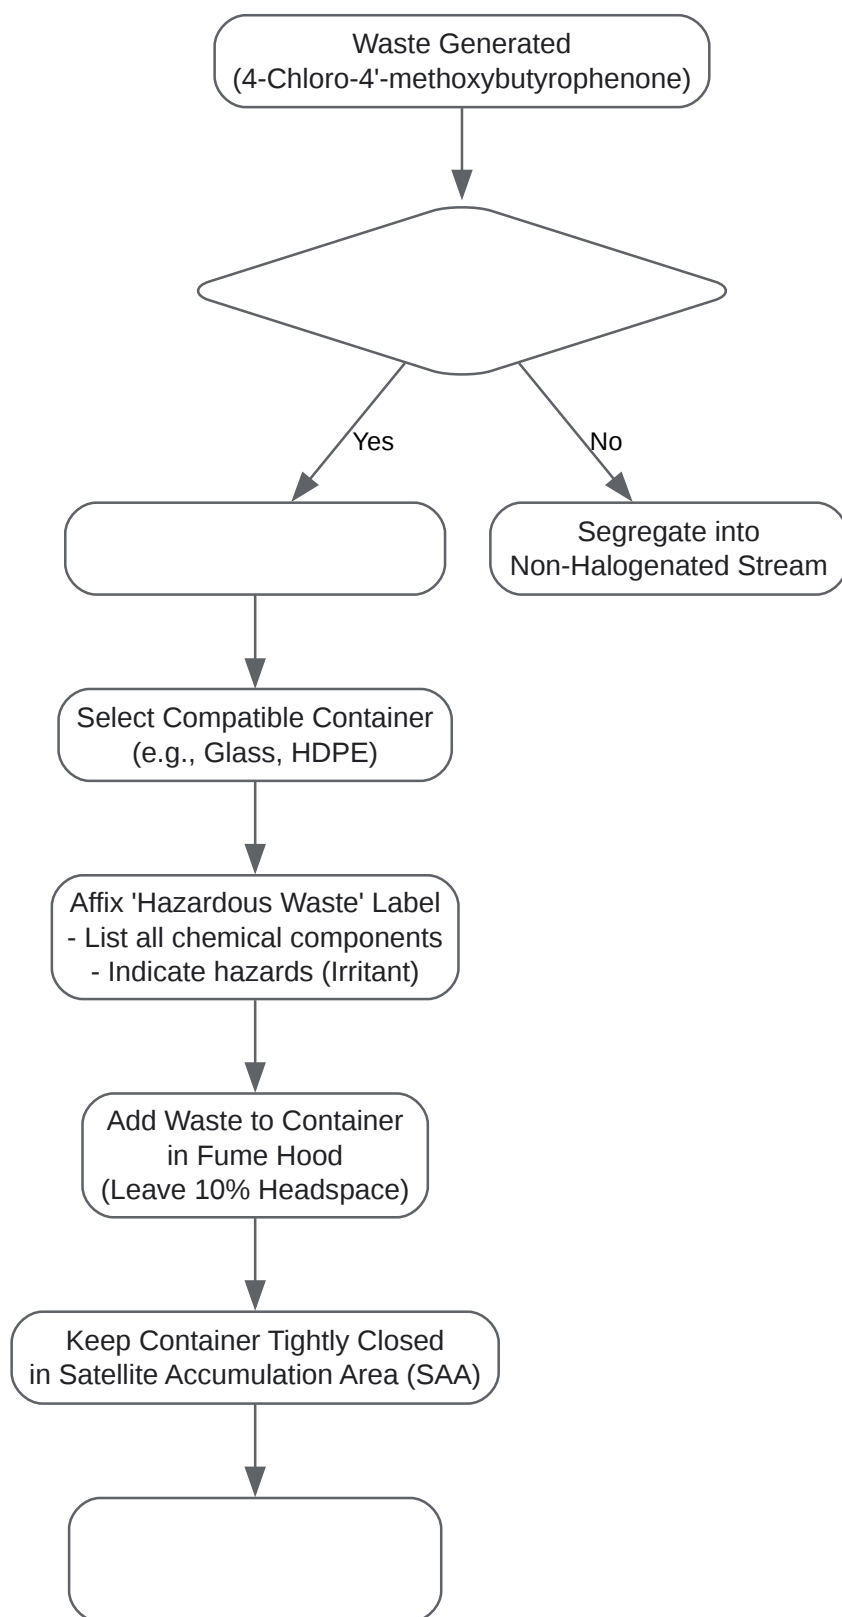 Waste Generated
(4-Chloro-4'-methoxybutyrophenone)
Yes
No
Segregate into
Non-Halogenated Stream
Select Compatible Container
(e.g., Glass, HDPE)
Affix 'Hazardous Waste' Label
- List all chemical components
- Indicate hazards (Irritant)
Add Waste to Container
in Fume Hood
(Leave 10% Headspace)
Keep Container Tightly Closed
in Satellite Accumulation Area (SAA)